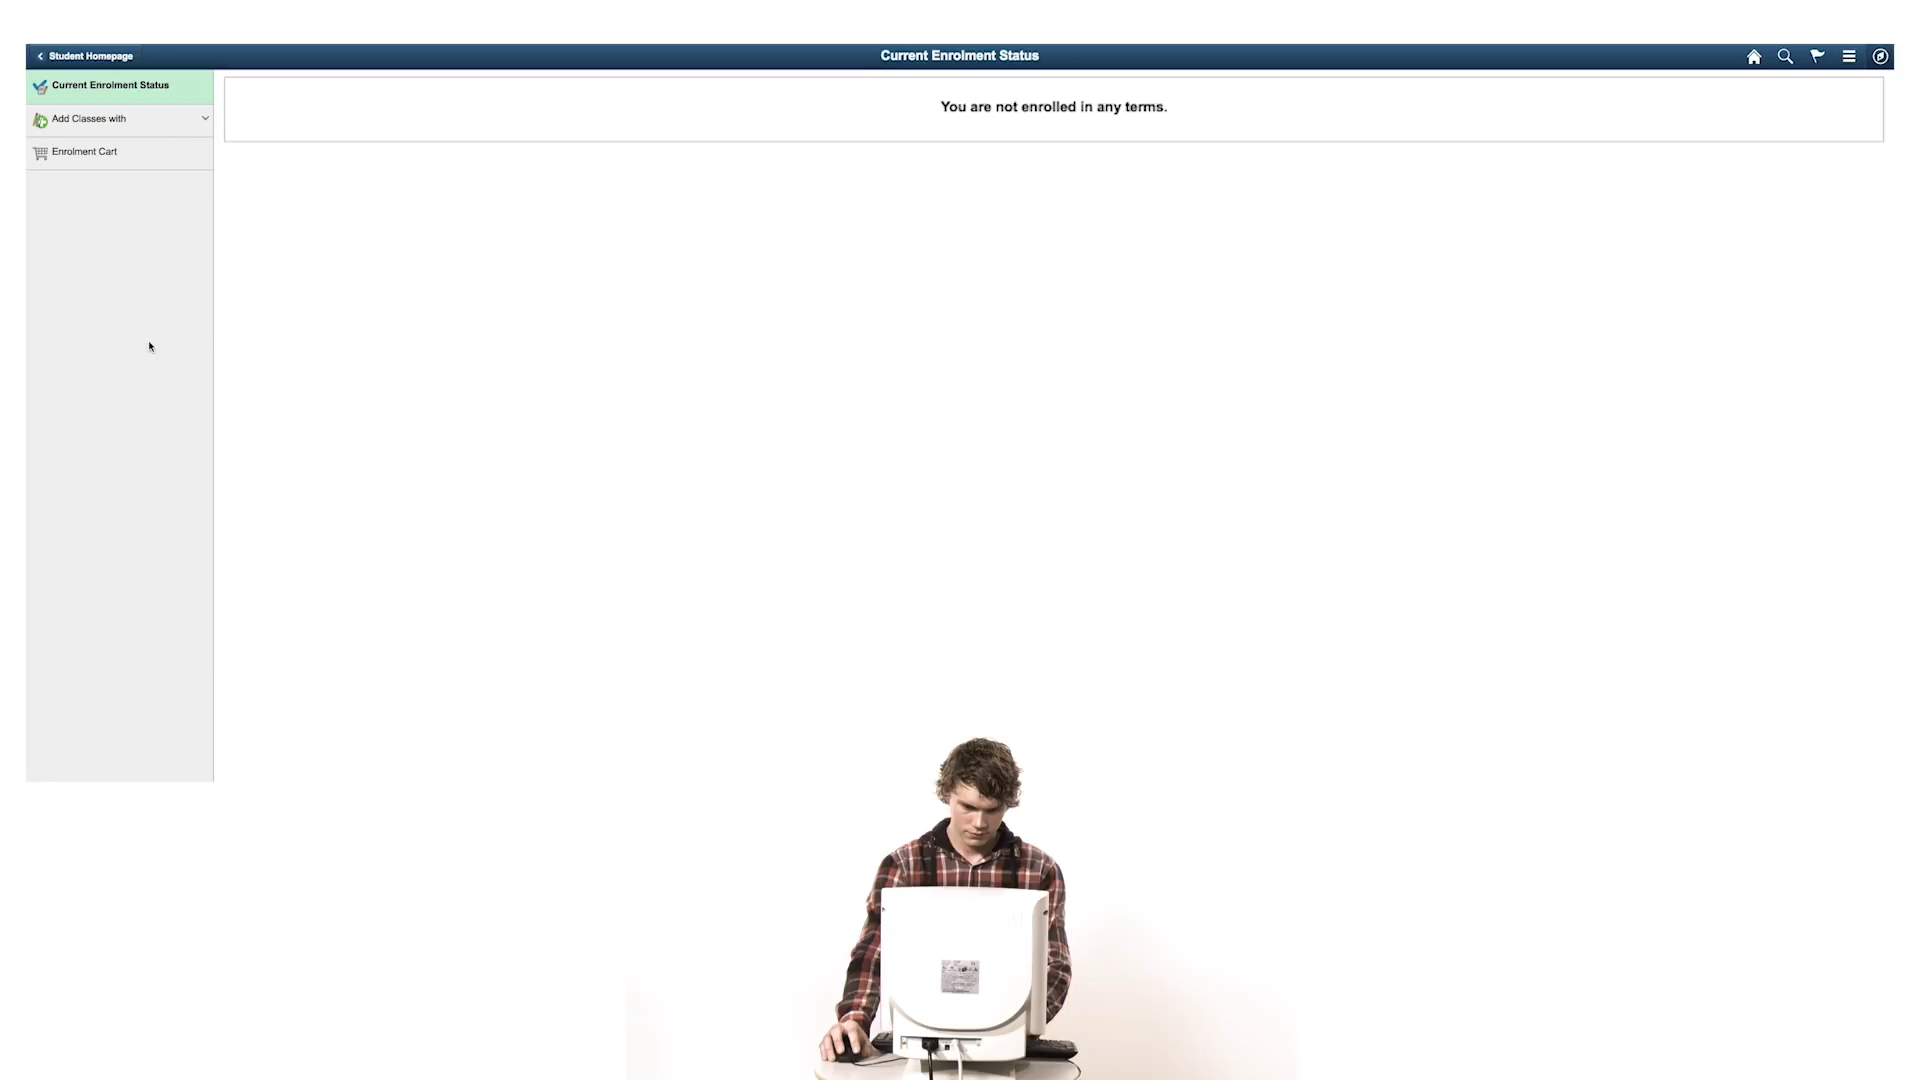 Student Homepage
Current Enrolment Status
Current Enrolment Status
You are not enrolled in any terms.
Add Classes with
Enrolment Cart